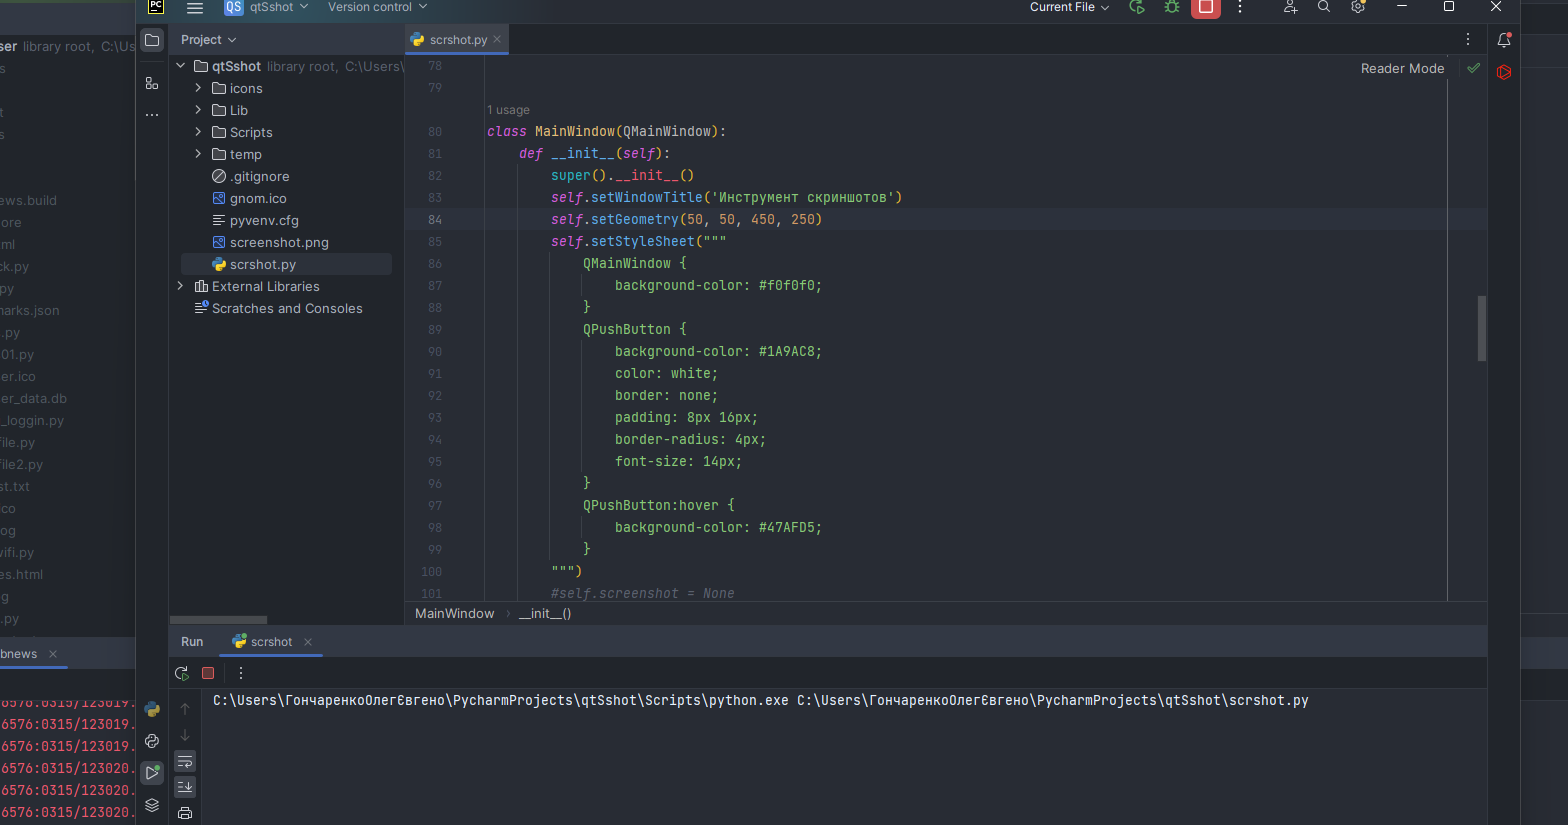 PC
QS qtSshot
Version control
Current File
Project
scrshot.py
qtSshot library root, C:\Users\
icons
Lib
Scripts
temp
.gitignore
gnom.ico
pyvenv.cfg
screenshot.png
scrshot.py
External Libraries
Scratches and Consoles
Reader Mode
78
79
1 usage
80 class MainWindow(QMainWindow):
81 def __init__(self):
82 super().__init__()
83 self.setWindowTitle('Инструмент скриншотов')
84 self.setGeometry(50, 50, 450, 250)
85 self.setStyleSheet("""
86 QMainWindow {
87 background-color: #f0f0f0;
88 }
89 QPushButton {
90 background-color: #1A9AC8;
91 color: white;
92 border: none;
93 padding: 8px 16px;
94 border-radius: 4px;
95 font-size: 14px;
96 }
97 QPushButton:hover {
98 background-color: #47AFD5;
99 }
100 """)
101 #self.screenshot = None
MainWindow › __init__()
Run
scrshot
C:\Users\ГончаренкоОлегЄвгено\PycharmProjects\qtSshot\Scripts\python.exe C:\Users\ГончаренкоОлегЄвгено\PycharmProjects\qtSshot\scrshot.py
ser library root, C:\Us
ews.build
ore
ml
ck.py
py
narks.json
.py
01.py
er.ico
er_data.db
_loggin.py
file.py
file2.py
st.txt
co
og
wifi.py
es.html
g
.py
bnews
6576:0315/123019.
6576:0315/123019.
6576:0315/123019.
6576:0315/123020.
6576:0315/123020.
6576:0315/123020.